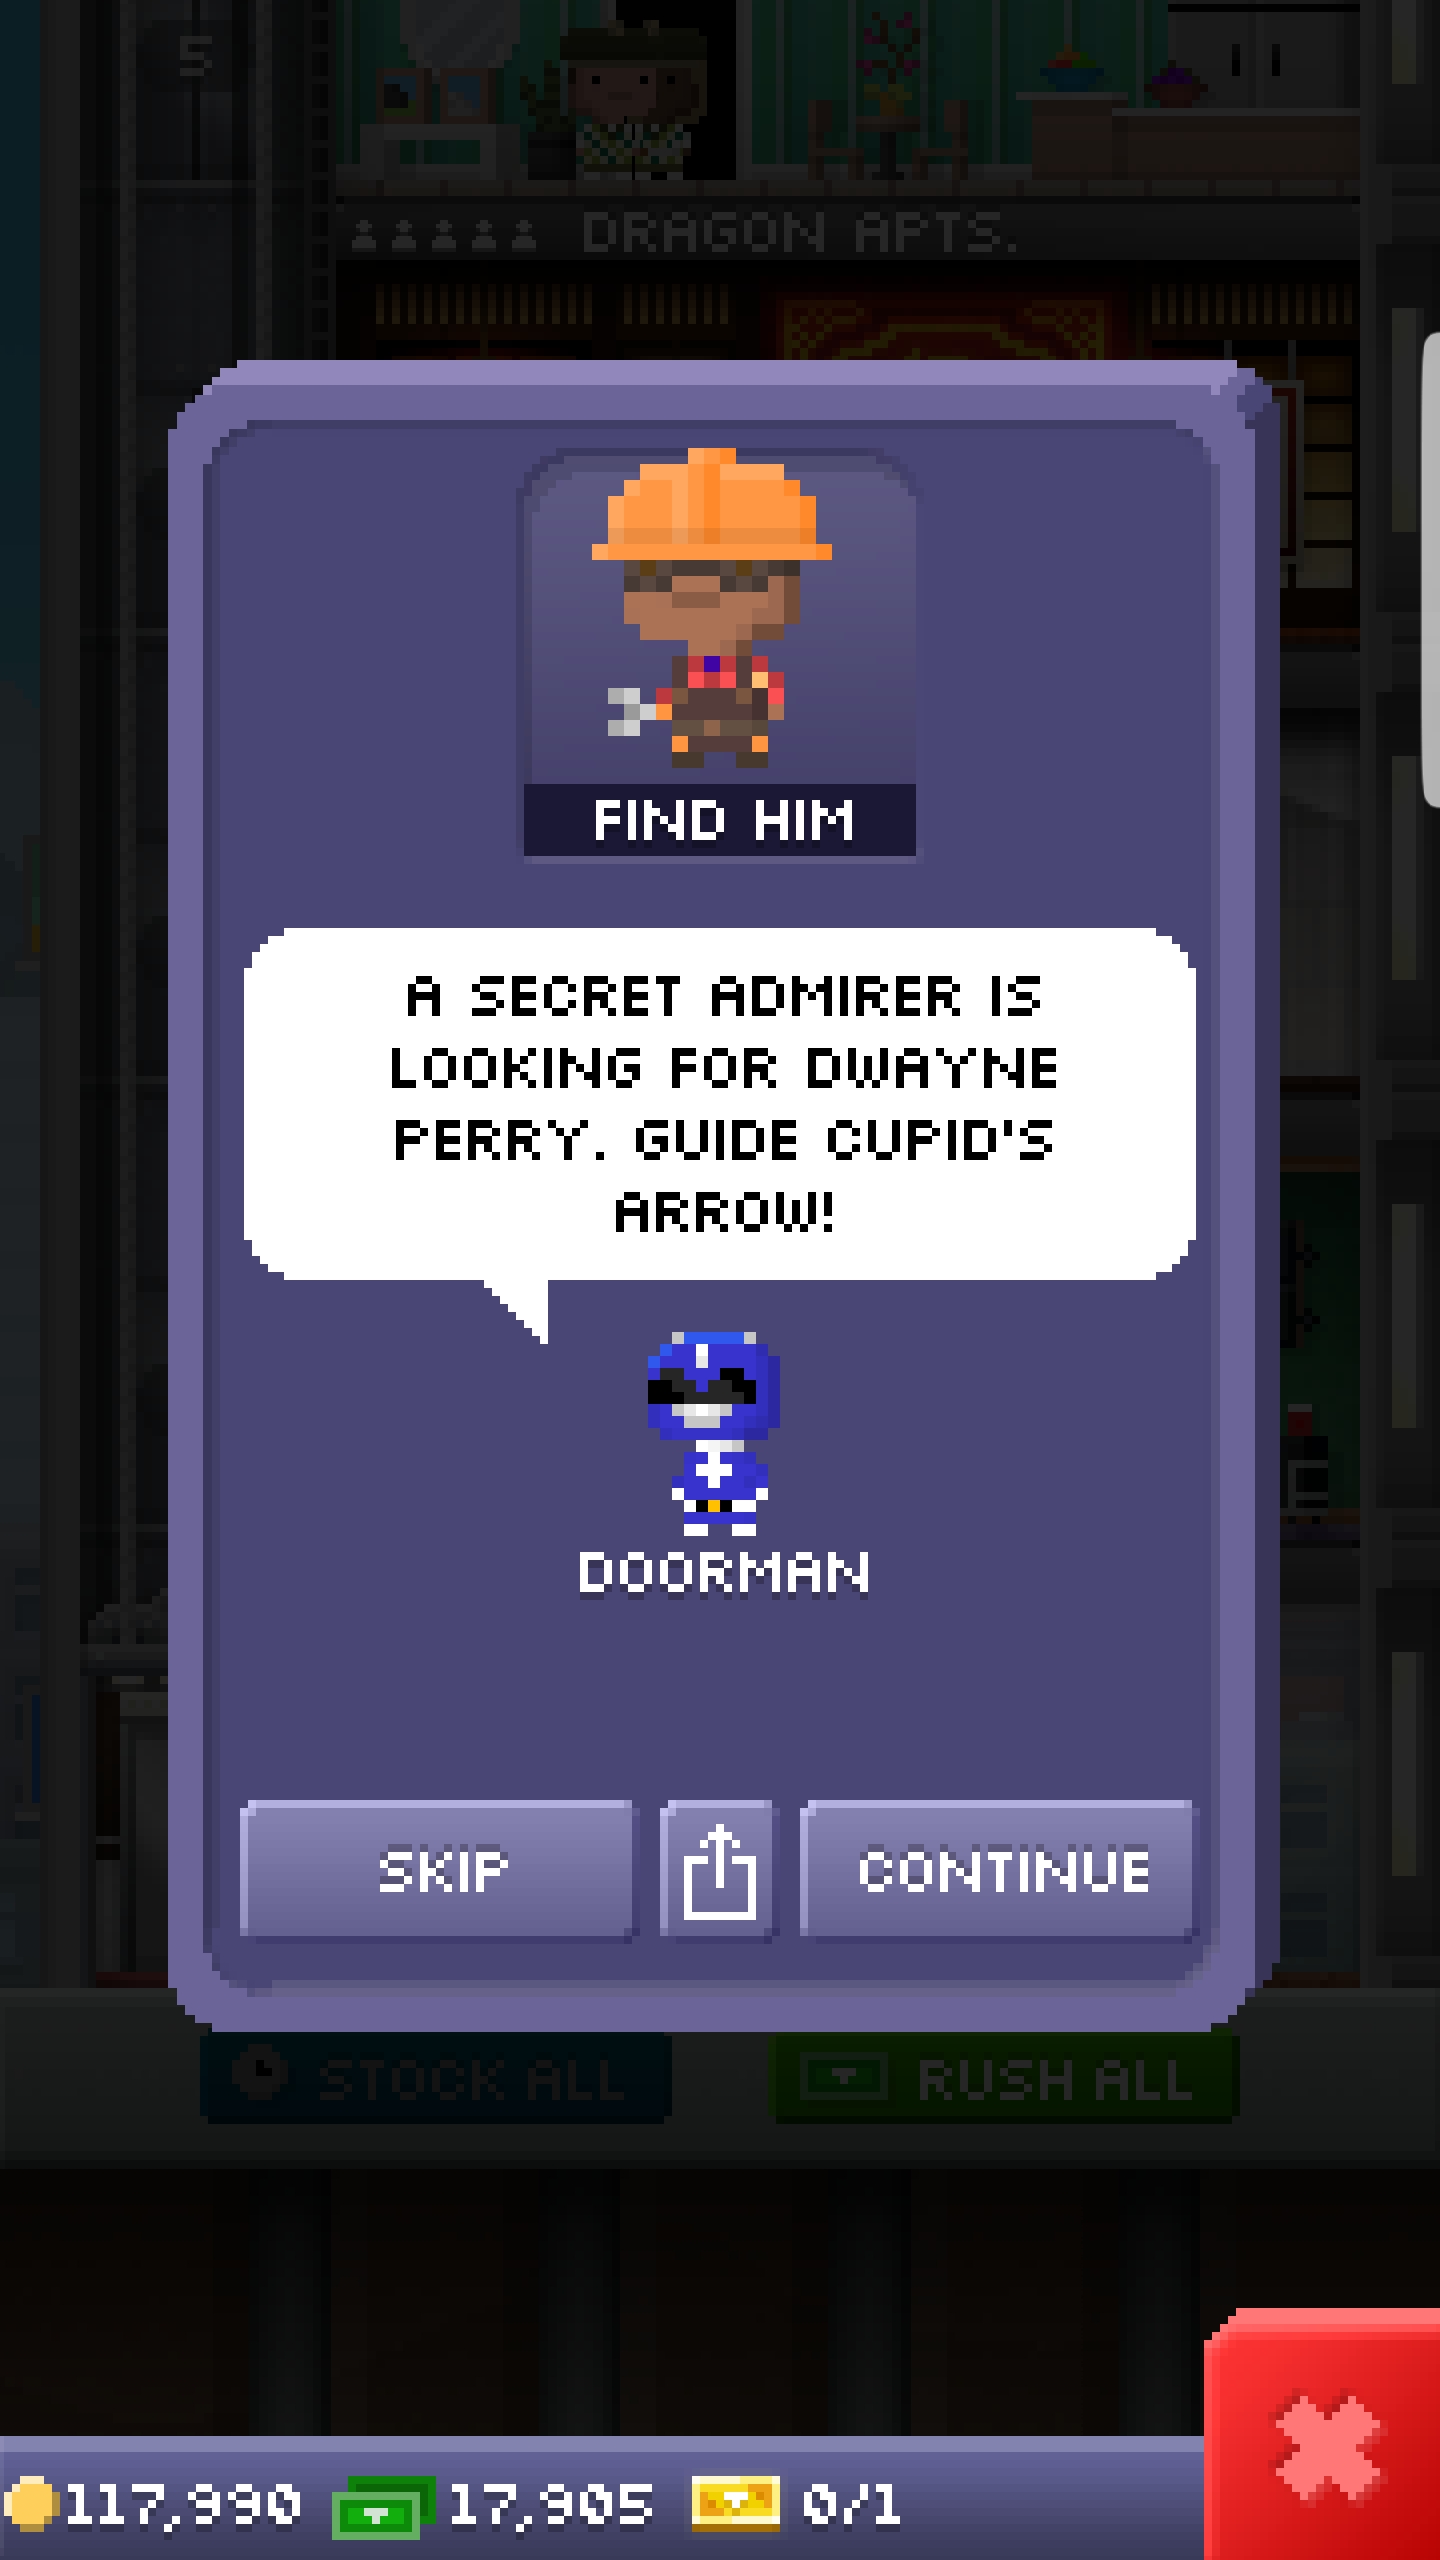 5
DRAGON APTS.
FIND HIM
A SECRET ADMIRER IS
LOOKING FOR DWAYNE
PERRY. GUIDE CUPID'S
ARROW!
DOORMAN
SKIP
CONTINUE
STOCK ALL
RUSH ALL
117,990
17,905
0/1